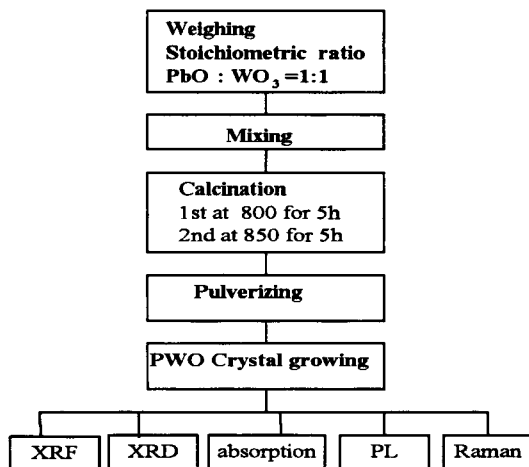 Weighing
Stoichiometric ratio
PbO : WO₃ =1:1
Mixing
Calcination
1st at 800 for 5h
2nd at 850 for 5h
Pulverizing
PWO Crystal growing
XRF XRD absorption PL Raman